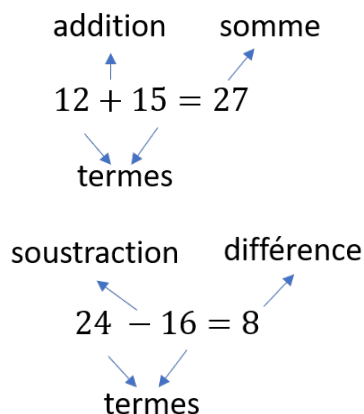 addition somme
12 + 15 = 27
termes
soustraction différence
24 − 16 = 8
termes